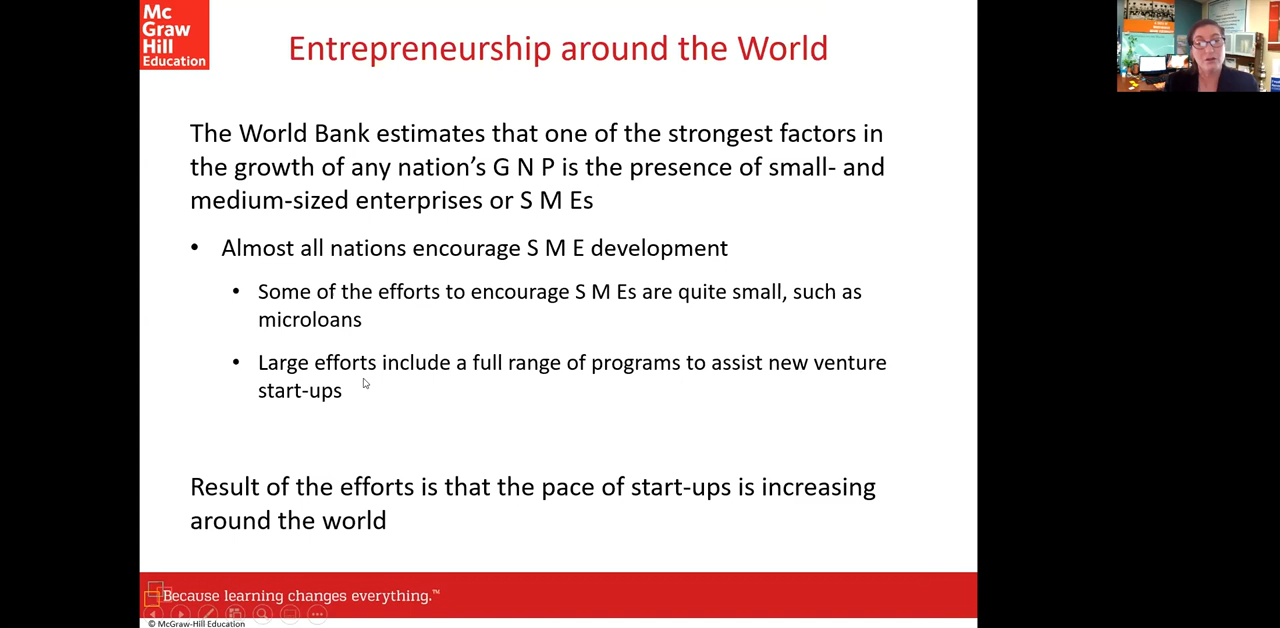 Mc
Graw
Hill
Education
Entrepreneurship around the World
The World Bank estimates that one of the strongest factors in
the growth of any nation's G N P is the presence of small- and
medium-sized enterprises or S M Es
• Almost all nations encourage S M E development
• Some of the efforts to encourage S M Es are quite small, such as
microloans
• Large efforts include a full range of programs to assist new venture
start-ups
Result of the efforts is that the pace of start-ups is increasing
around the world
Because learning changes everything.™
© McGraw-Hill Education